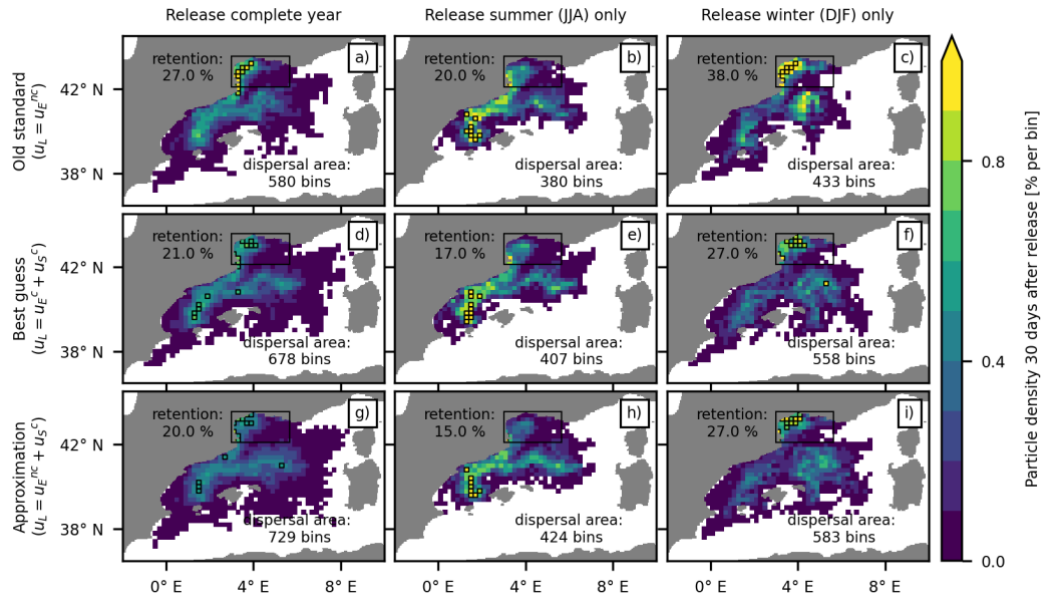 Release complete year
Release summer (JJA) only
Release winter (DJF) only
Old standard
(u_L = u_E^nc)
42° N
38° N
retention:
27.0 %
a)
dispersal area:
580 bins
retention:
20.0 %
b)
dispersal area:
380 bins
retention:
38.0 %
c)
dispersal area:
433 bins
Best guess
(u_L = u_E^c + u_S^c)
42° N
38° N
retention:
21.0 %
d)
dispersal area:
678 bins
retention:
17.0 %
e)
dispersal area:
407 bins
retention:
27.0 %
f)
dispersal area:
558 bins
Approximation
(u_L = u_E^nc + u_S^c)
42° N
38° N
retention:
20.0 %
g)
dispersal area:
729 bins
retention:
15.0 %
h)
dispersal area:
424 bins
retention:
27.0 %
i)
dispersal area:
583 bins
0° E
4° E
8° E
0° E
4° E
8° E
0° E
4° E
8° E
0.8
0.4
0.0
Particle density 30 days after release [% per bin]